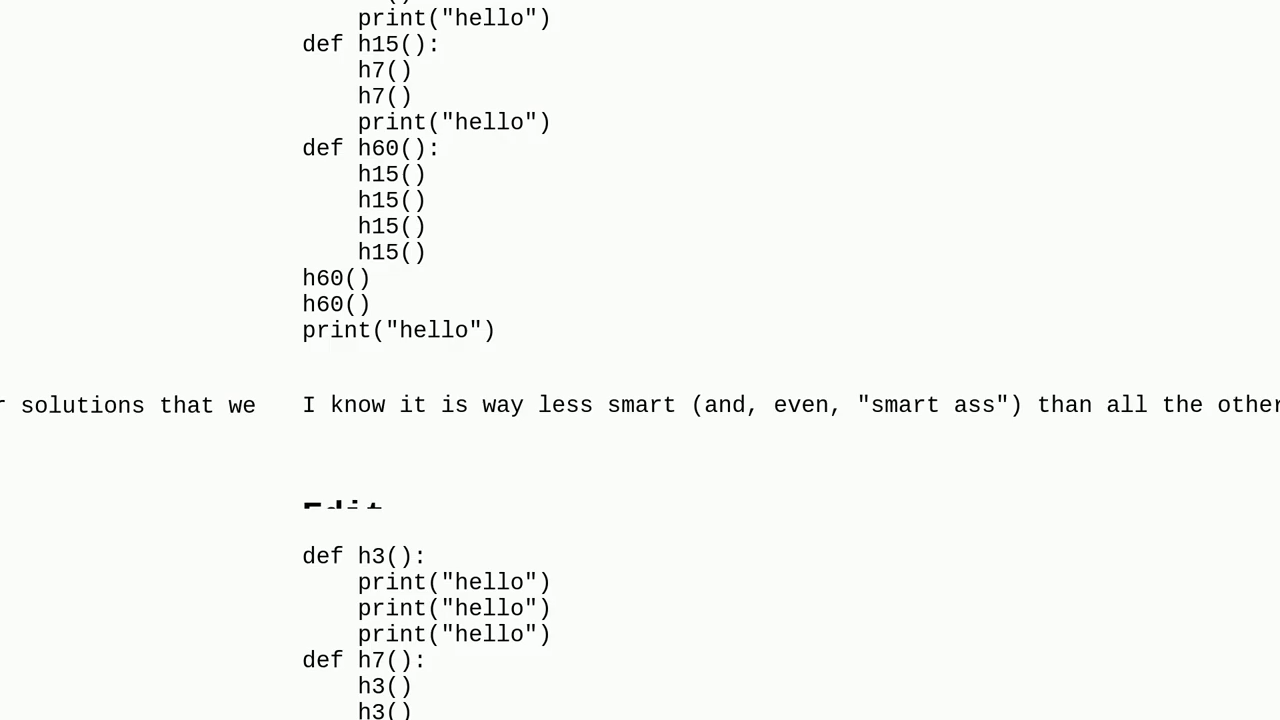 print("hello")
def h15():
    h7()
    h7()
    print("hello")
def h60():
    h15()
    h15()
    h15()
    h15()
h60()
h60()
print("hello")
solutions that we
I know it is way less smart (and, even, "smart ass") than all the other
Edit
def h3():
    print("hello")
    print("hello")
    print("hello")
def h7():
    h3()
    h3()